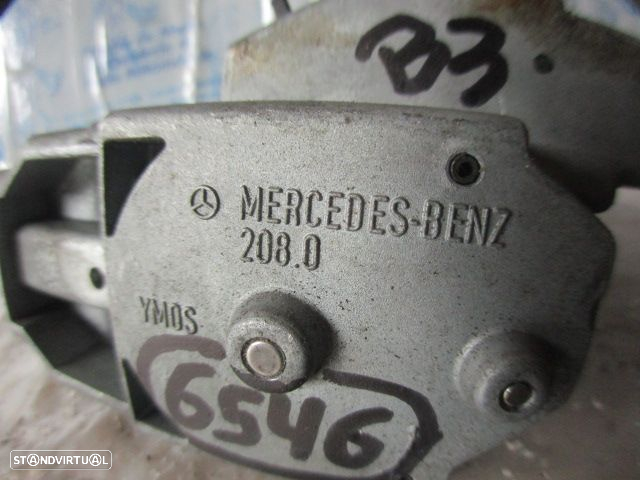 B3
MERCEDES-BENZ
208.0
YMOS
6546
STANDVIRTUAL